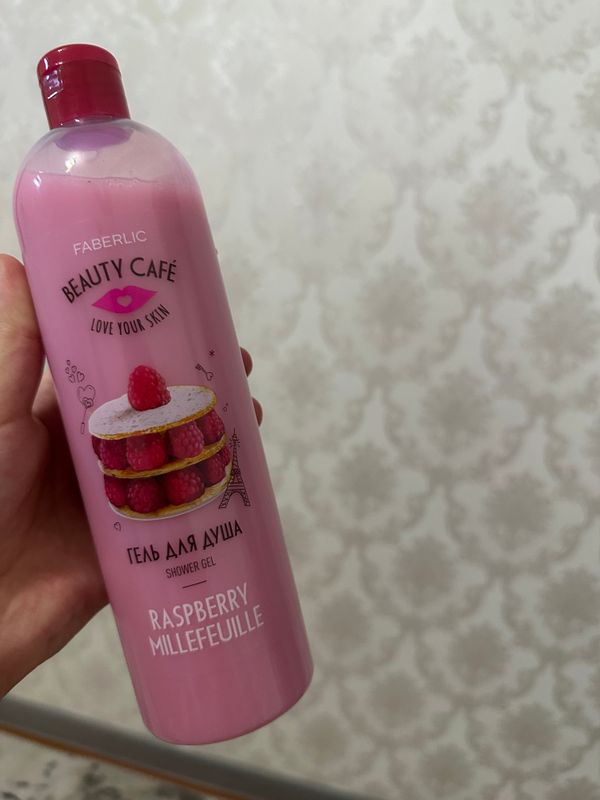 FABERLIC
BEAUTY CAFÉ
LOVE YOUR SKIN
ГЕЛЬ ДЛЯ ДУША
SHOWER GEL
RASPBERRY
MILLEFEUILLE